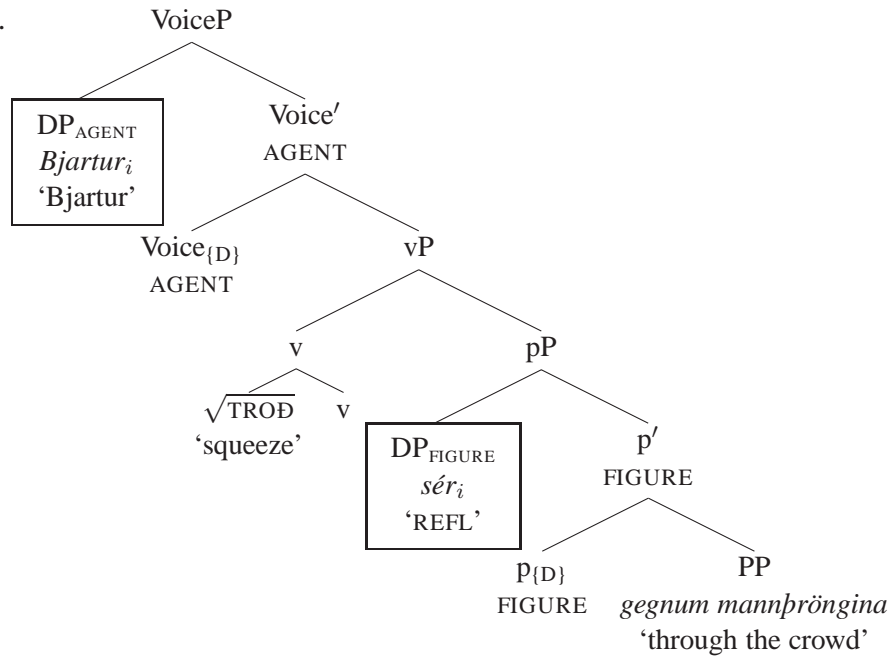 .
VoiceP
DP_AGENT
Bjartur_i
‘Bjartur’
Voice′
AGENT
Voice_{D}
AGENT
vP
v
pP
√TROÐ
‘squeeze’
v
DP_FIGURE
sér_i
‘REFL’
p′
FIGURE
p_{D}
FIGURE
PP
gegnum mannþröngina
‘through the crowd’